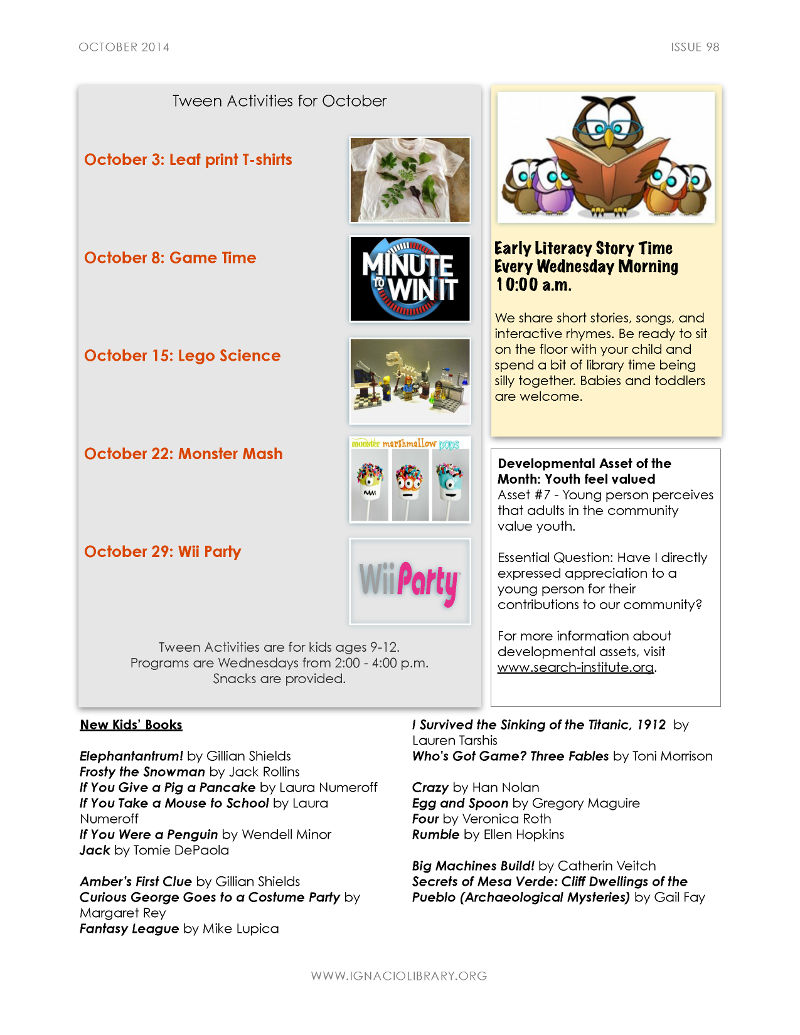 OCTOBER 2014
ISSUE 98
Tween Activities for October
October 3: Leaf print T-shirts
October 8: Game Time
MINUTE
TO
WIN IT
October 15: Lego Science
October 22: Monster Mash
monster marshmallow pops
October 29: Wii Party
Wii Party
Tween Activities are for kids ages 9-12.
Programs are Wednesdays from 2:00 - 4:00 p.m.
Snacks are provided.
Early Literacy Story Time
Every Wednesday Morning
10:00 a.m.
We share short stories, songs, and
interactive rhymes. Be ready to sit
on the floor with your child and
spend a bit of library time being
silly together. Babies and toddlers
are welcome.
Developmental Asset of the
Month: Youth feel valued
Asset #7 - Young person perceives
that adults in the community
value youth.
Essential Question: Have I directly
expressed appreciation to a
young person for their
contributions to our community?
For more information about
developmental assets, visit
www.search-institute.org.
New Kids' Books
Elephantantrum! by Gillian Shields
Frosty the Snowman by Jack Rollins
If You Give a Pig a Pancake by Laura Numeroff
If You Take a Mouse to School by Laura
Numeroff
If You Were a Penguin by Wendell Minor
Jack by Tomie DePaola
Amber's First Clue by Gillian Shields
Curious George Goes to a Costume Party by
Margaret Rey
Fantasy League by Mike Lupica
I Survived the Sinking of the Titanic, 1912 by
Lauren Tarshis
Who's Got Game? Three Fables by Toni Morrison
Crazy by Han Nolan
Egg and Spoon by Gregory Maguire
Four by Veronica Roth
Rumble by Ellen Hopkins
Big Machines Build! by Catherin Veitch
Secrets of Mesa Verde: Cliff Dwellings of the
Pueblo (Archaeological Mysteries) by Gail Fay
WWW.IGNACIOLIBRARY.ORG